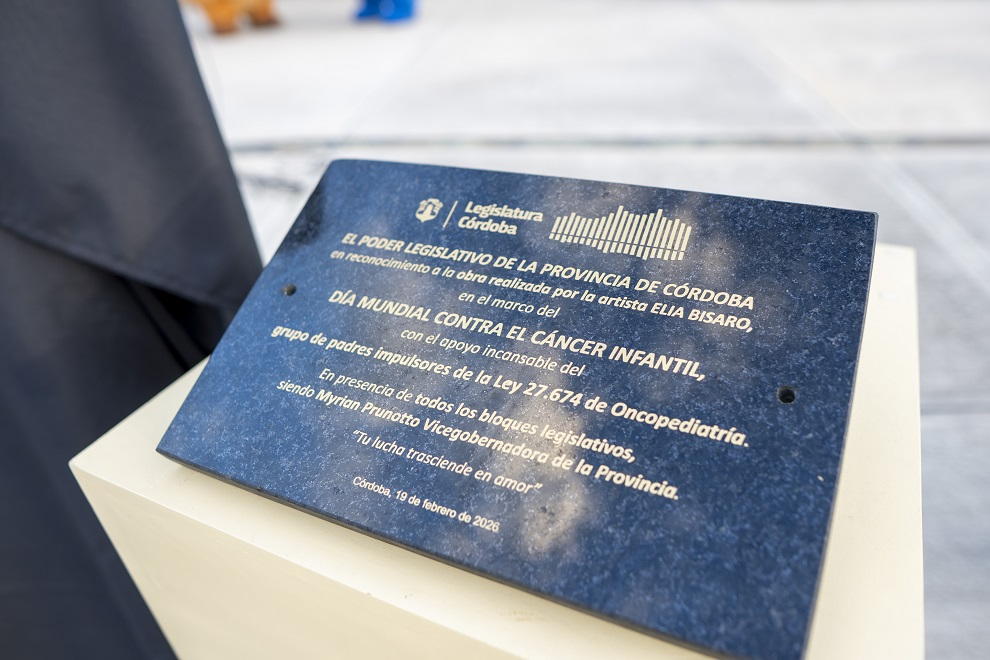 Legislatura
Córdoba
EL PODER LEGISLATIVO DE LA PROVINCIA DE CÓRDOBA
en reconocimiento a la obra realizada por la artista ELIA BISARO,
en el marco del
DÍA MUNDIAL CONTRA EL CÁNCER INFANTIL,
con el apoyo incansable del
grupo de padres impulsores de la Ley 27.674 de Oncopediatría.
En presencia de todos los bloques legislativos,
siendo Myrian Prunotto Vicegobernadora de la Provincia.
"Tu lucha trasciende en amor"
Córdoba, 19 de febrero de 2026